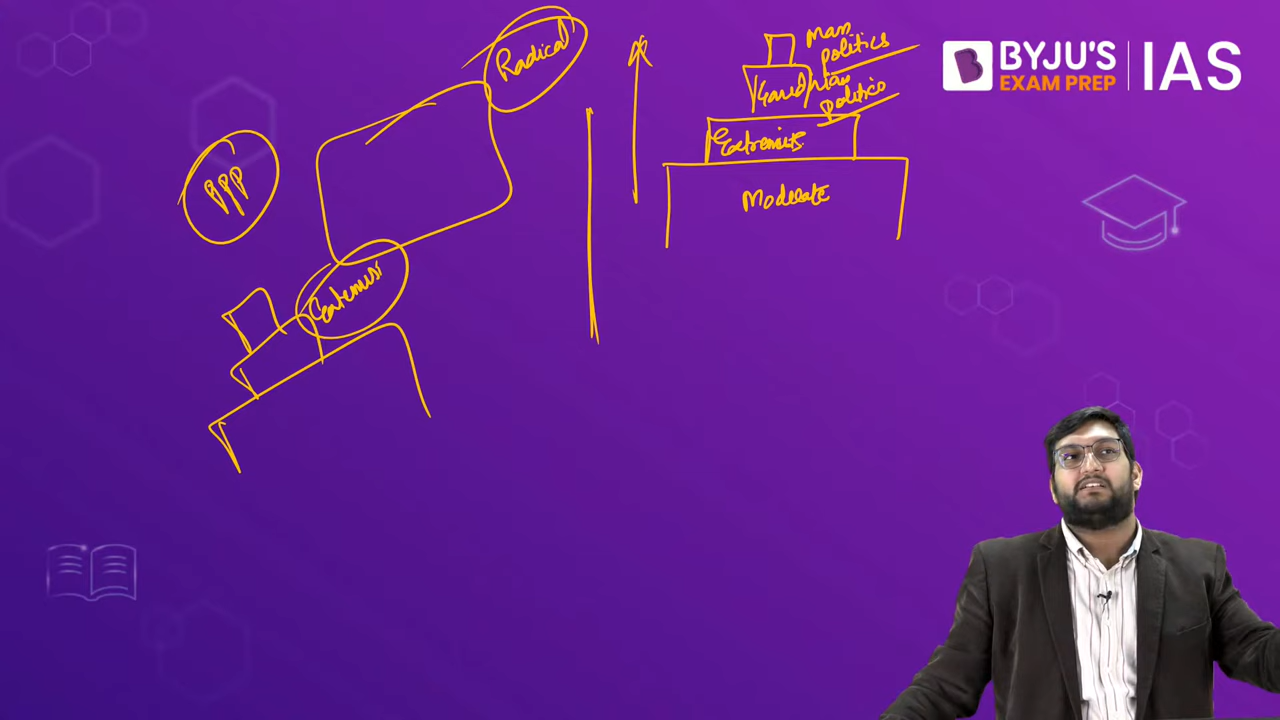 Radical
PPP
Extremist
Mass
politics
Gandhian
politics
Extremists
Moderate
BYJU'S
EXAM PREP
IAS